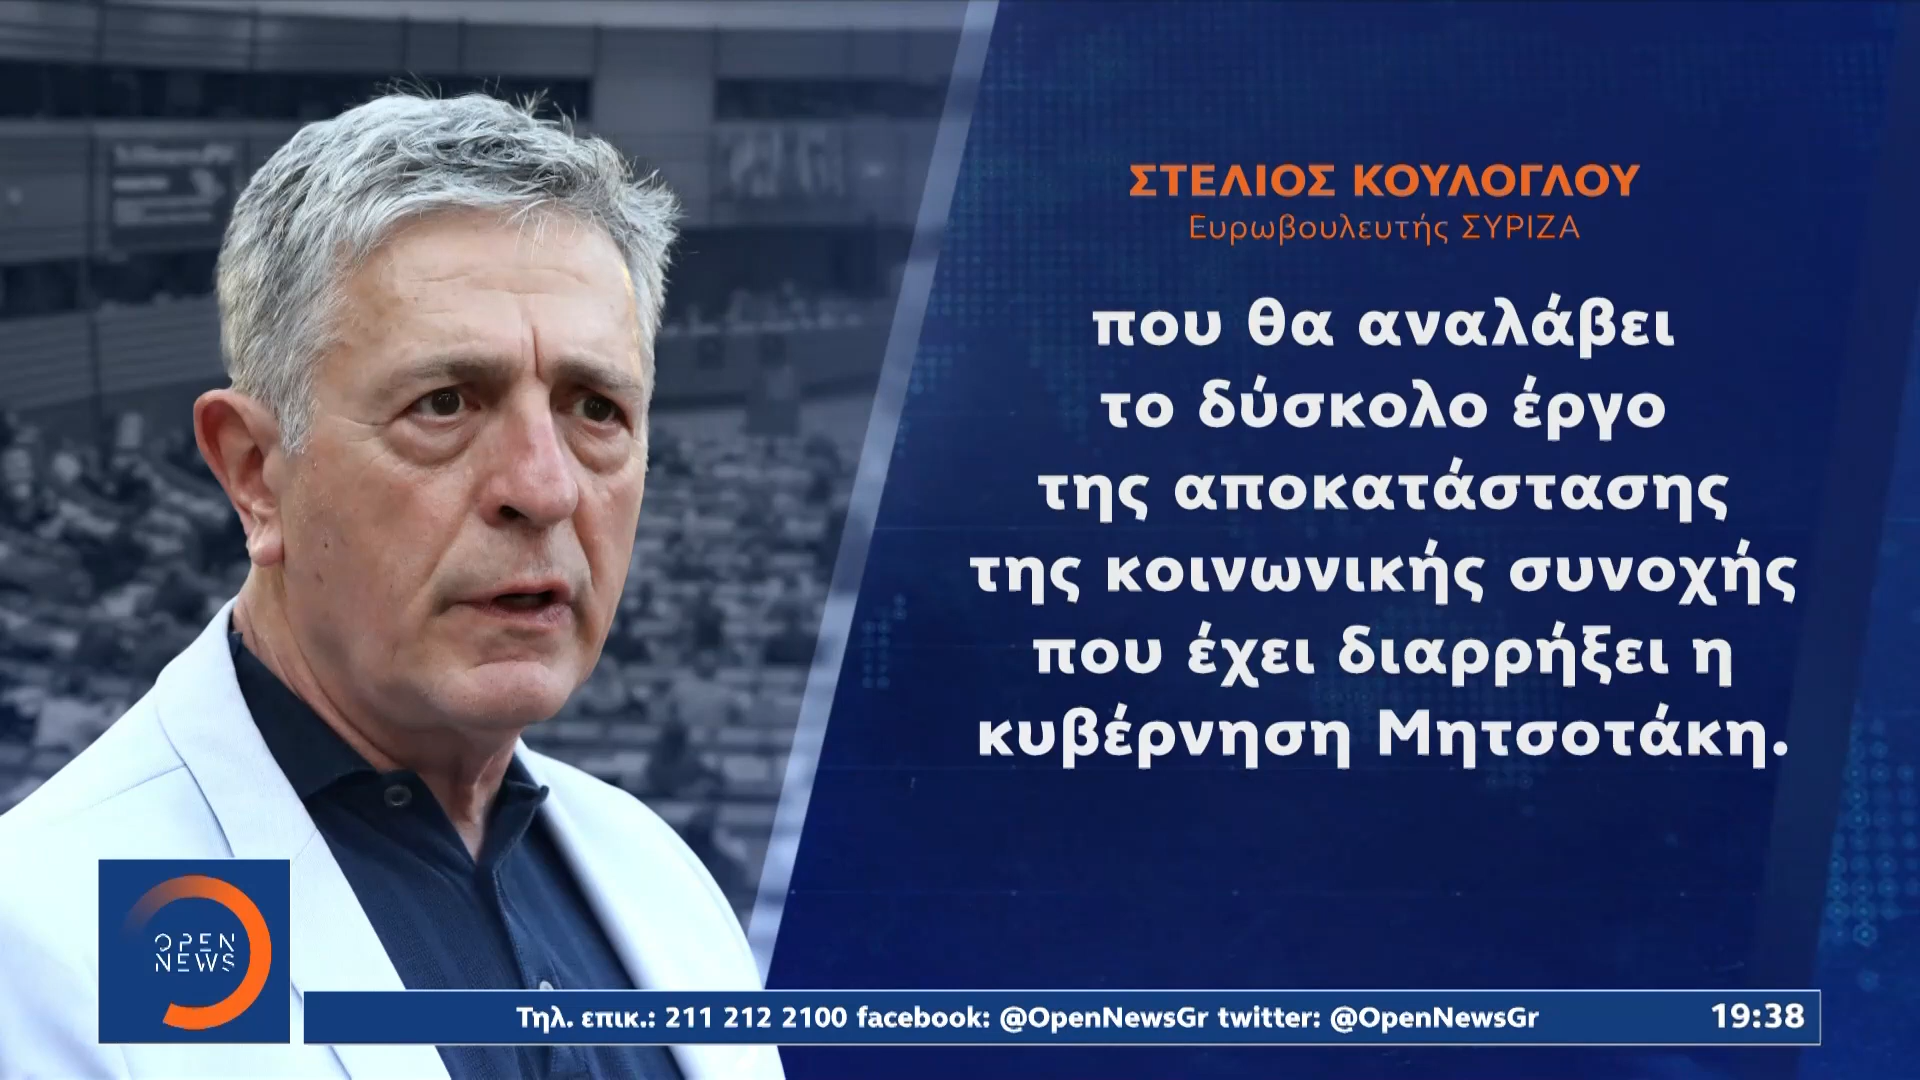 ΣΤΕΛΙΟΣ ΚΟΥΛΟΓΛΟΥ
Ευρωβουλευτής ΣΥΡΙΖΑ
που θα αναλάβει
το δύσκολο έργο
της αποκατάστασης
της κοινωνικής συνοχής
που έχει διαρρήξει η
κυβέρνηση Μητσοτάκη.
OPEN
NEWS
Τηλ. επικ.: 211 212 2100 facebook: @OpenNewsGr twitter: @OpenNewsGr
19:38